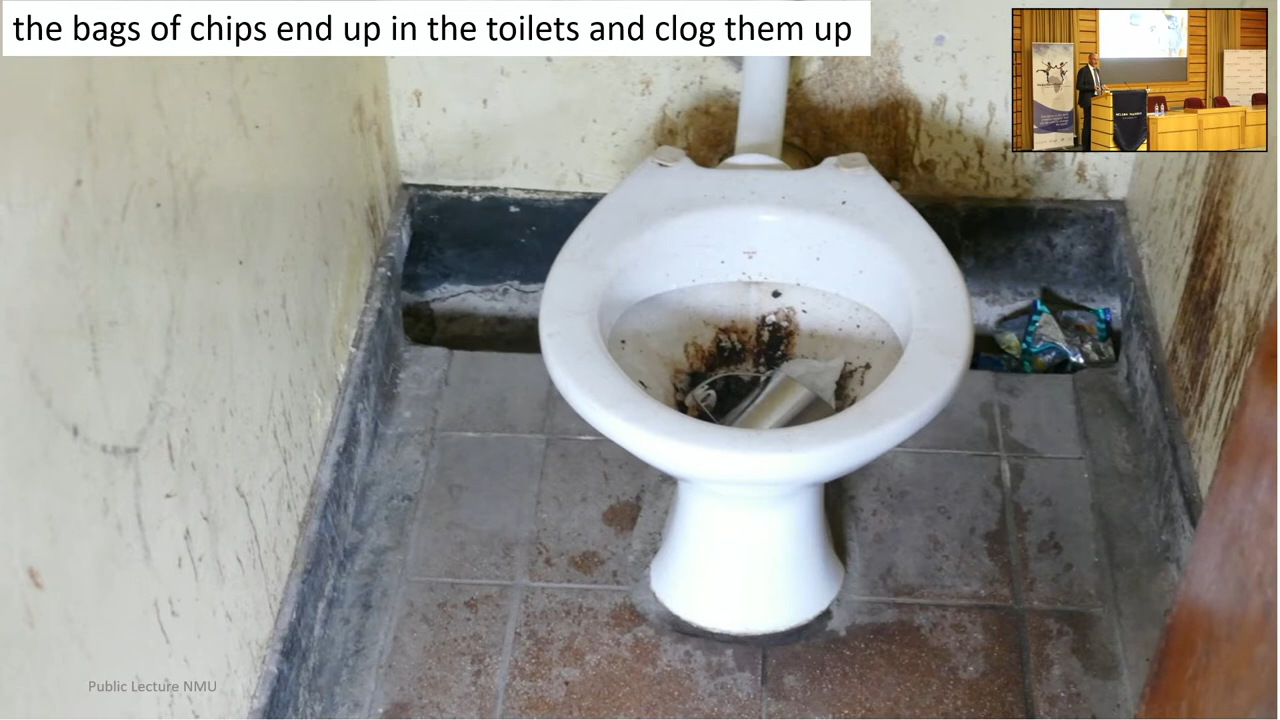 the bags of chips end up in the toilets and clog them up
Public Lecture NMU